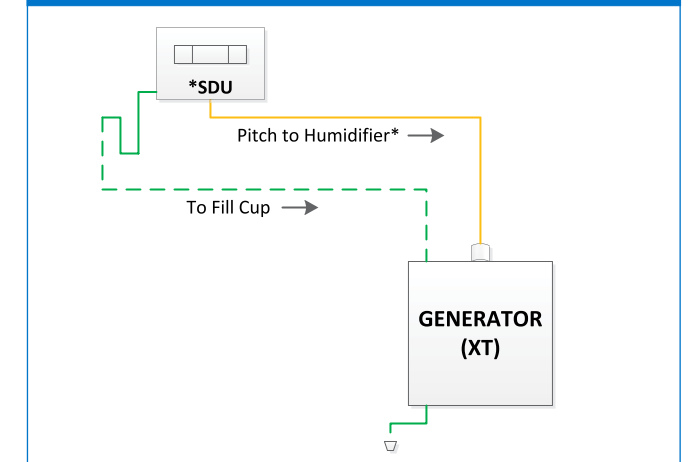 *SDU
Pitch to Humidifier*
To Fill Cup
GENERATOR
(XT)